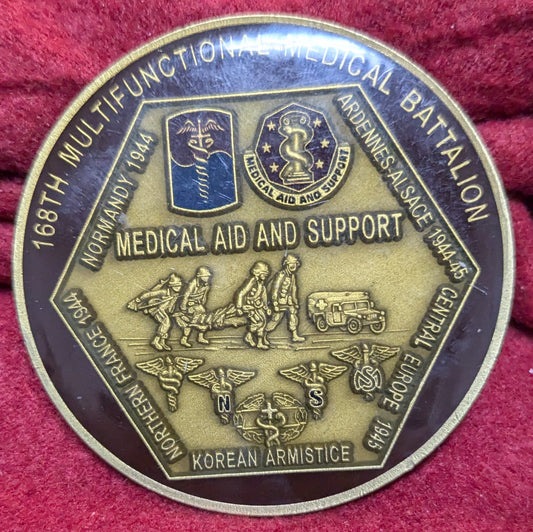 168TH MULTIFUNCTIONAL MEDICAL BATTALION
NORMANDY 1944
ARDENNES-ALSACE 1944-45
MEDICAL AID AND SUPPORT
MEDICAL AID AND SUPPORT
NORTHERN FRANCE 1944
CENTRAL EUROPE 1945
N
S
MS
KOREAN ARMISTICE